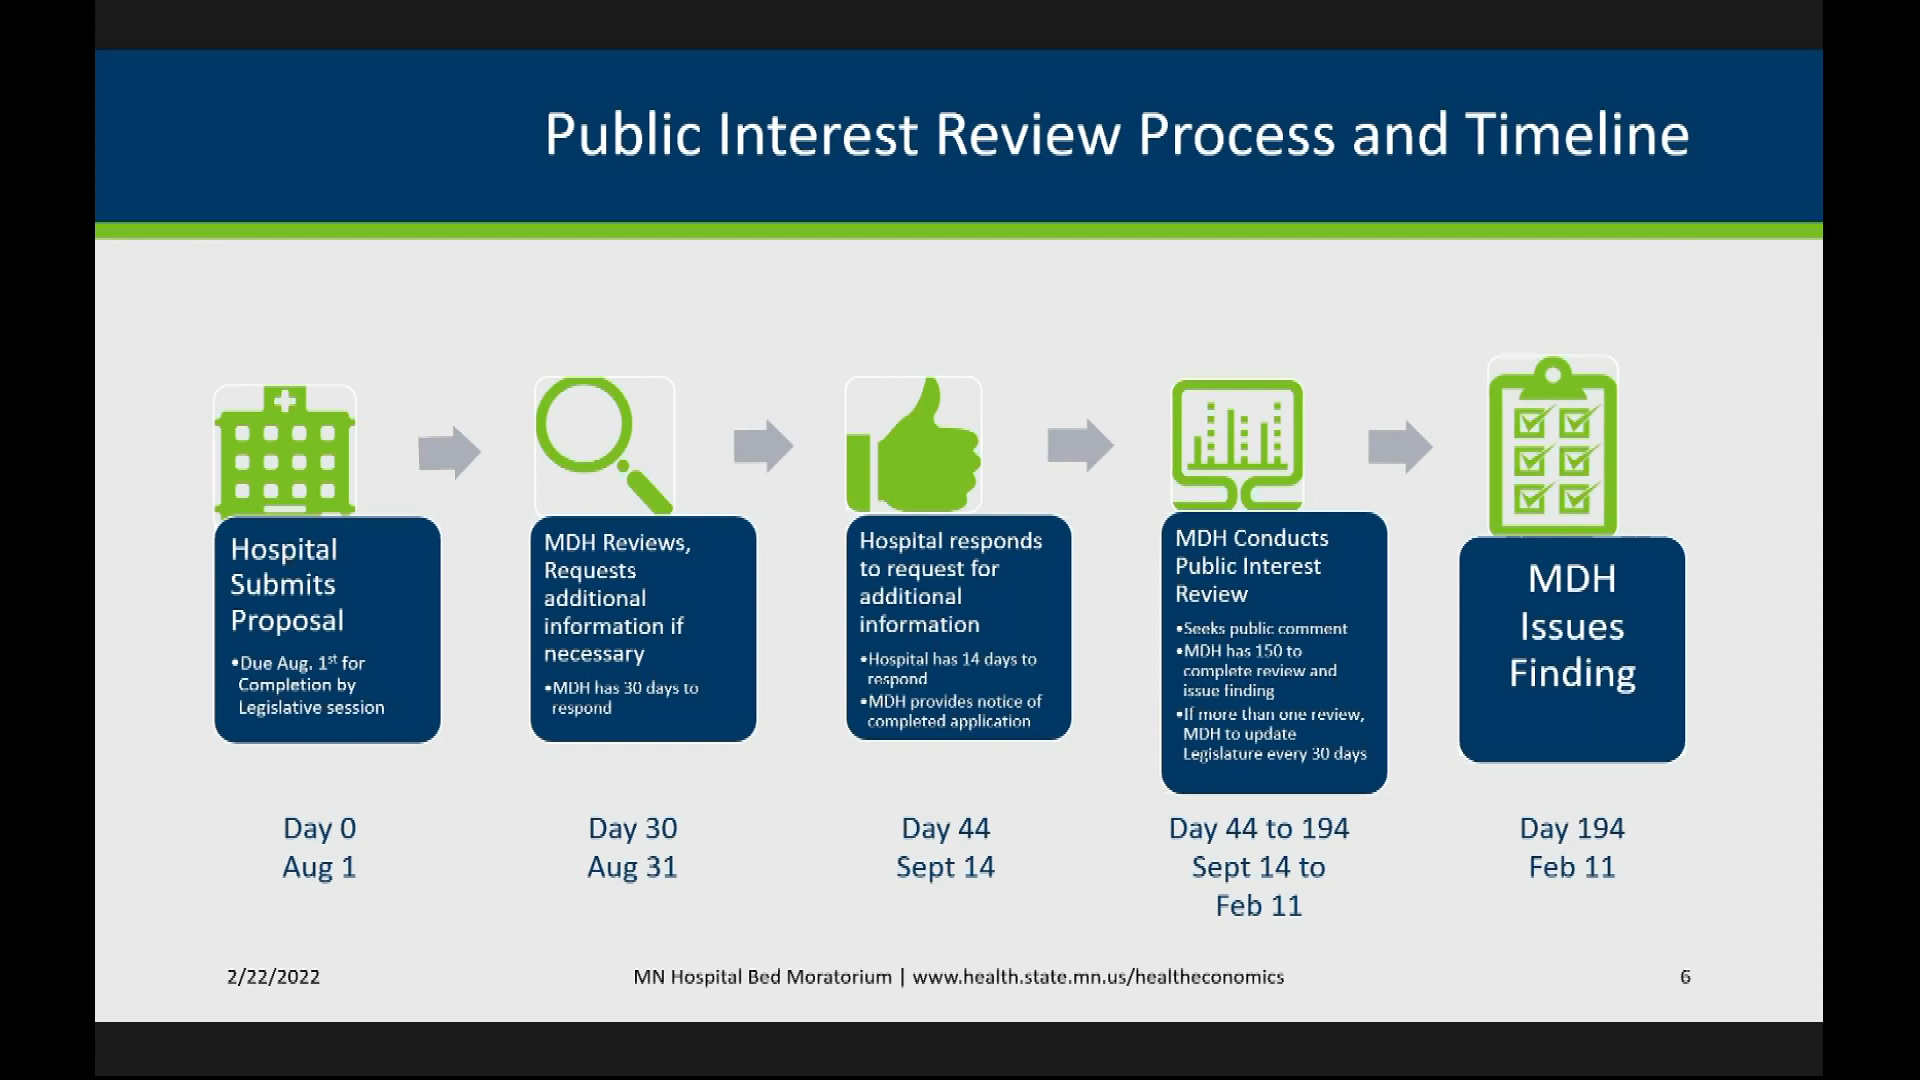 Public Interest Review Process and Timeline
Hospital
Submits
Proposal
•Due Aug. 1st for
Completion by
Legislative session
MDH Reviews,
Requests
additional
information if
necessary
•MDH has 30 days to
respond
Hospital responds
to request for
additional
information
•Hospital has 14 days to
respond
•MDH provides notice of
completed application
MDH Conducts
Public Interest
Review
•Seeks public comment
•MDH has 150 to
complete review and
issue finding
•If more than one review,
MDH to update
Legislature every 30 days
MDH
Issues
Finding
Day 0
Aug 1
Day 30
Aug 31
Day 44
Sept 14
Day 44 to 194
Sept 14 to
Feb 11
Day 194
Feb 11
2/22/2022
MN Hospital Bed Moratorium | www.health.state.mn.us/healtheconomics
6